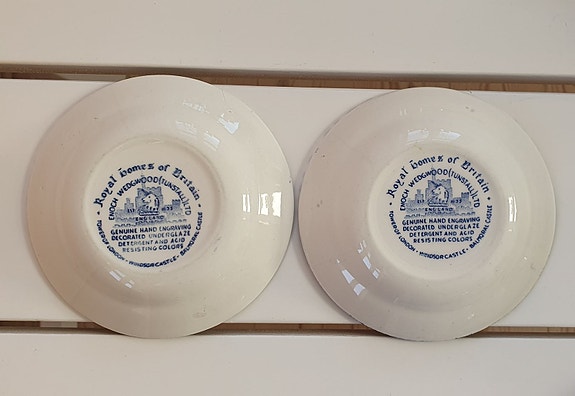 • Royal homes of Britain •
ENOCH WEDGWOOD (TUNSTALL) LTD
ENGLAND
GENUINE HAND ENGRAVING
DECORATED UNDERGLAZE
DETERGENT AND ACID
RESISTING COLORS
TOWER OF LONDON • WINDSOR CASTLE • BALMORAL CASTLE
• Royal homes of Britain •
ENOCH WEDGWOOD (TUNSTALL) LTD
ENGLAND
GENUINE HAND ENGRAVING
DECORATED UNDERGLAZE
DETERGENT AND ACID
RESISTING COLORS
TOWER OF LONDON • WINDSOR CASTLE • BALMORAL CASTLE